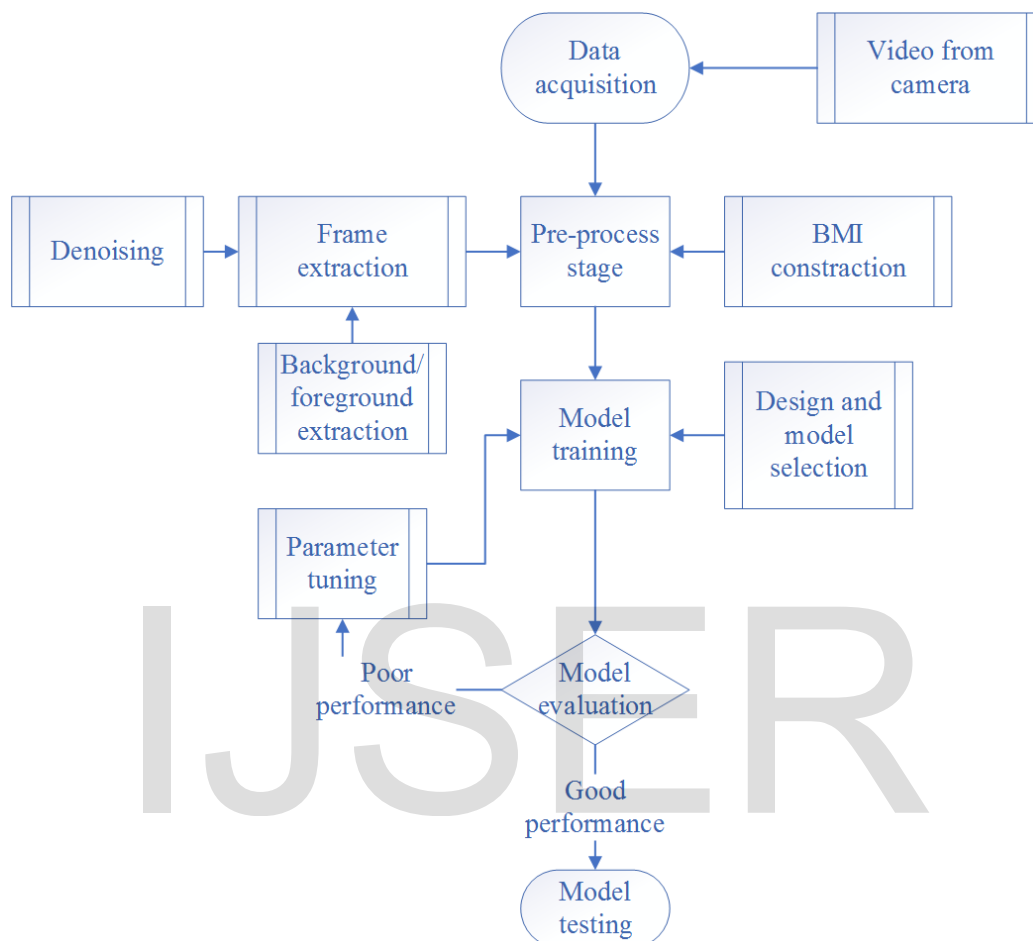 Data
acquisition
Video from
camera
Denoising
Frame
extraction
Pre-process
stage
BMI
constraction
Background/
foreground
extraction
Model
training
Design and
model
selection
Parameter
tuning
Poor
performance
Model
evaluation
Good
performance
Model
testing
IJSER